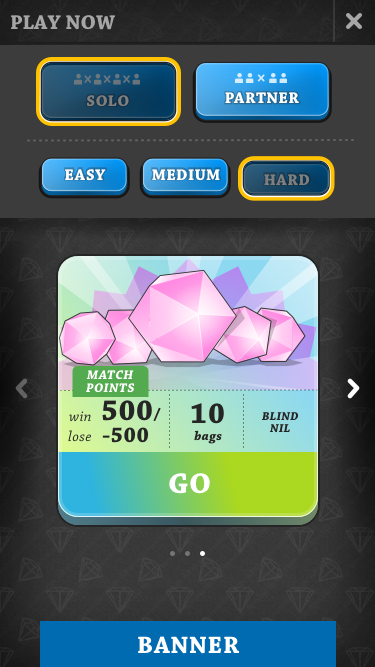 PLAY NOW
SOLO
PARTNER
EASY
MEDIUM
HARD
MATCH
POINTS
win 500/
lose -500
10
bags
BLIND
NIL
GO
BANNER